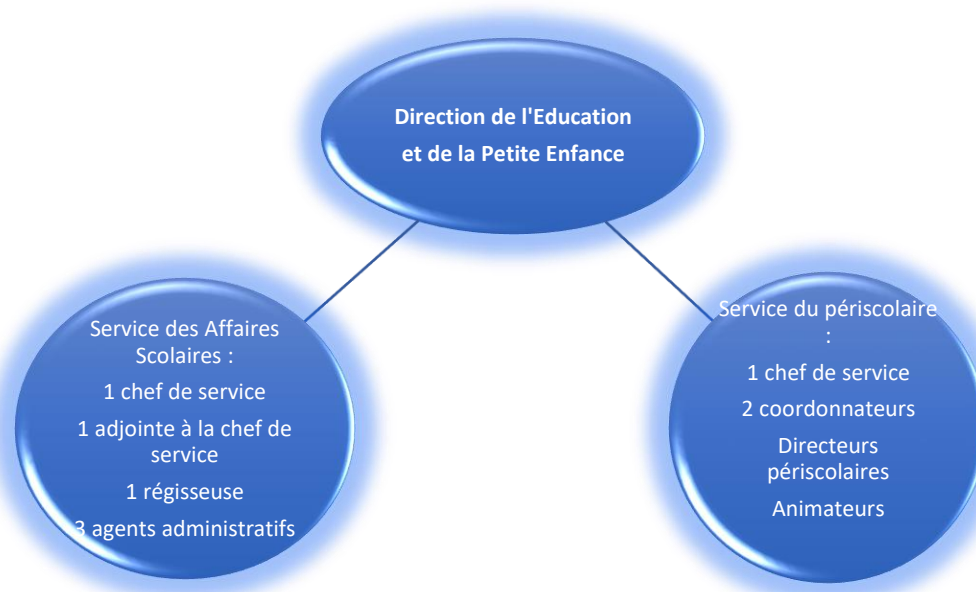 Direction de l'Education
et de la Petite Enfance
Service des Affaires
Scolaires :
1 chef de service
1 adjointe à la chef de
service
1 régisseuse
3 agents administratifs
Service du périscolaire
:
1 chef de service
2 coordonnateurs
Directeurs
périscolaires
Animateurs